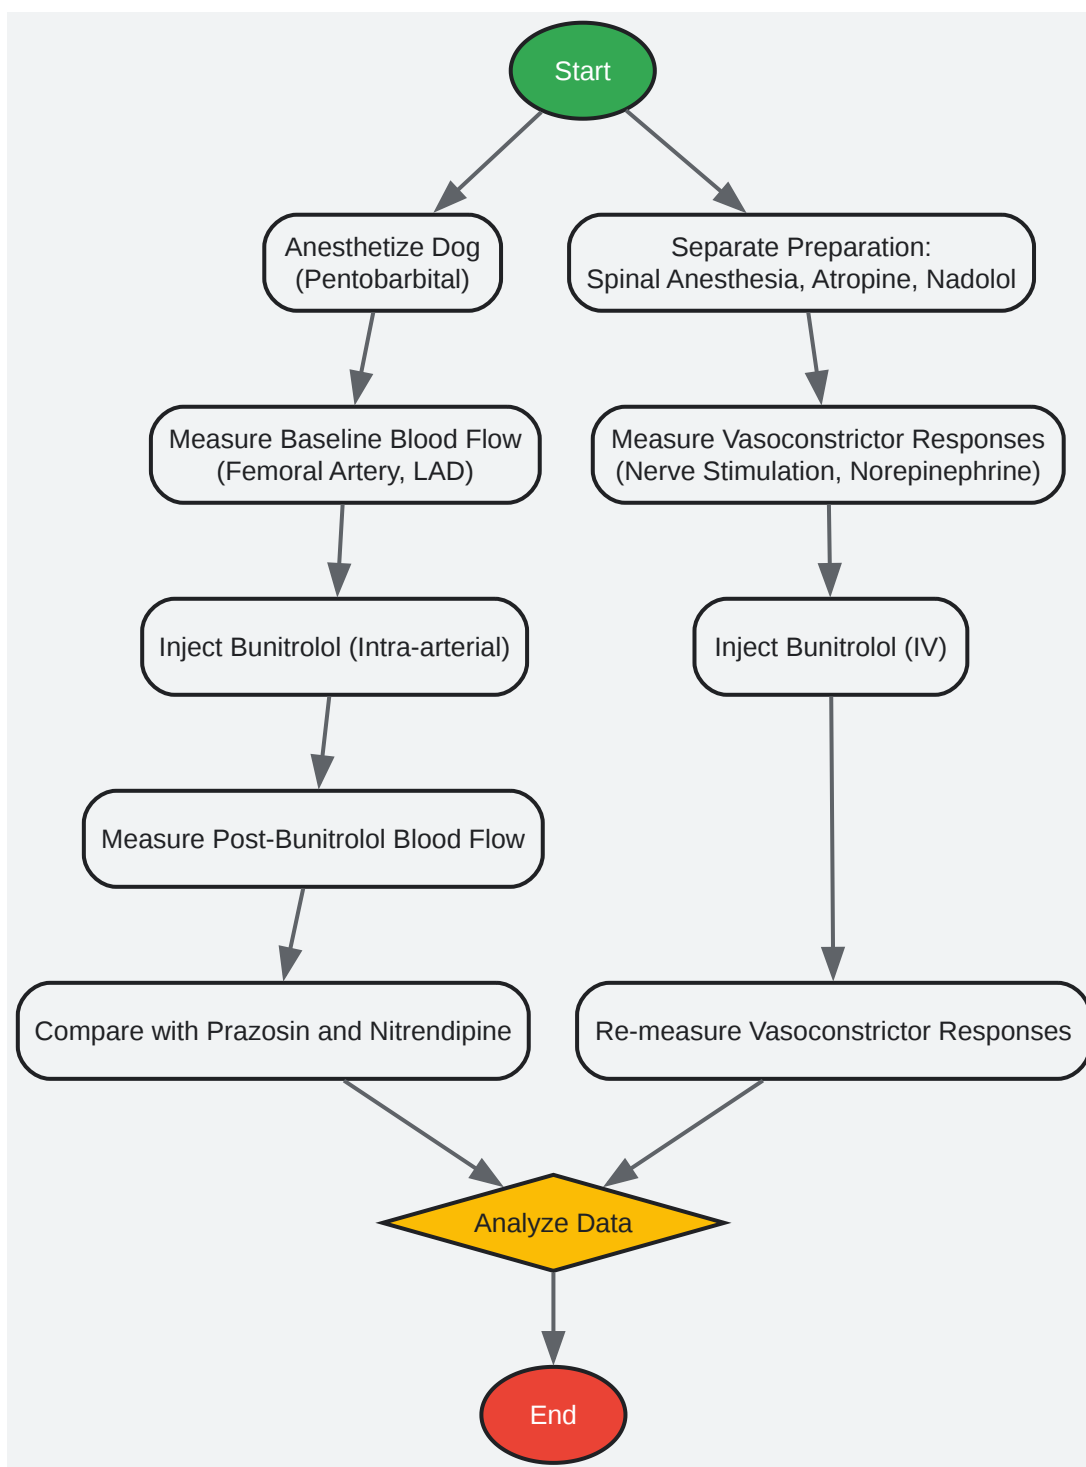 Start
Anesthetize Dog
(Pentobarbital)
Separate Preparation:
Spinal Anesthesia, Atropine, Nadolol
Measure Baseline Blood Flow
(Femoral Artery, LAD)
Measure Vasoconstrictor Responses
(Nerve Stimulation, Norepinephrine)
Inject Bunitrolol (Intra-arterial)
Inject Bunitrolol (IV)
Measure Post-Bunitrolol Blood Flow
Compare with Prazosin and Nitrendipine
Re-measure Vasoconstrictor Responses
Analyze Data
End